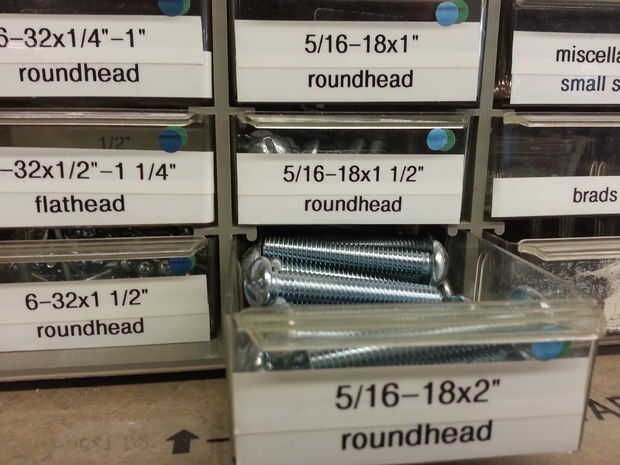 6-32x1/4"-1"
roundhead
5/16-18x1"
roundhead
small
1/2"
-32x1/2"-1 1/4"
flathead
5/16-18x1 1/2"
roundhead
brads
6-32x1 1/2"
roundhead
5/16-18x2"
roundhead